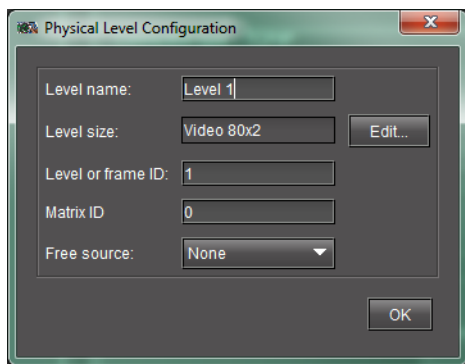 Physical Level Configuration
Level name: Level 1
Level size: Video 80x2 Edit...
Level or frame ID: 1
Matrix ID 0
Free source: None
OK